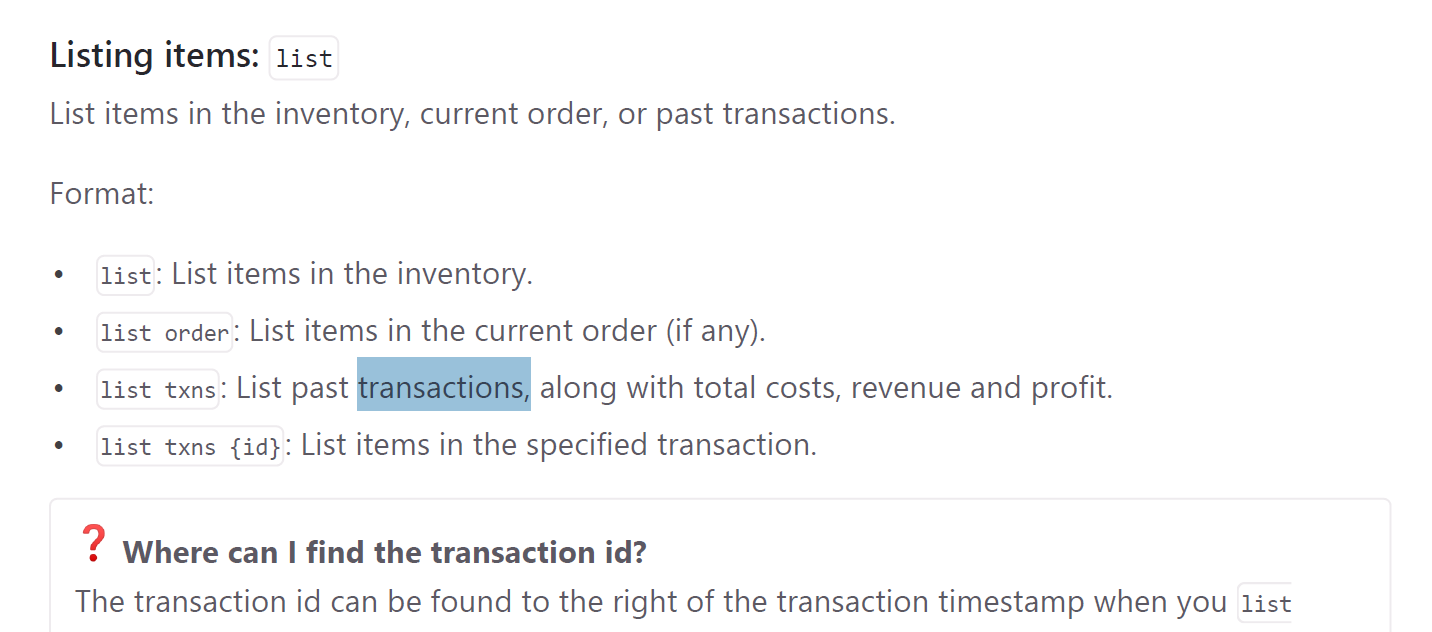 Listing items: list
List items in the inventory, current order, or past transactions.
Format:
• list: List items in the inventory.
• list order: List items in the current order (if any).
• list txns: List past transactions, along with total costs, revenue and profit.
• list txns {id}: List items in the specified transaction.
❓ Where can I find the transaction id?
The transaction id can be found to the right of the transaction timestamp when you list